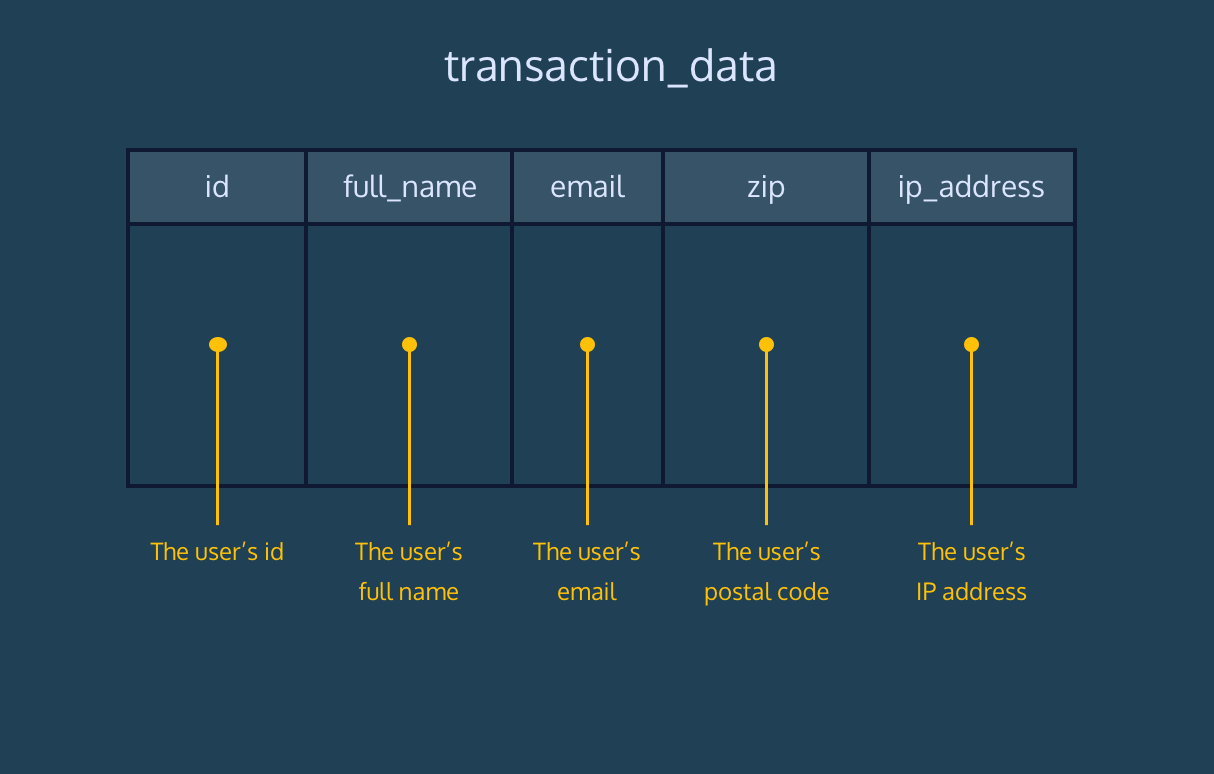 transaction_data
id full_name email zip ip_address
The user’s id The user’s The user’s The user’s The user’s
full name email postal code IP address